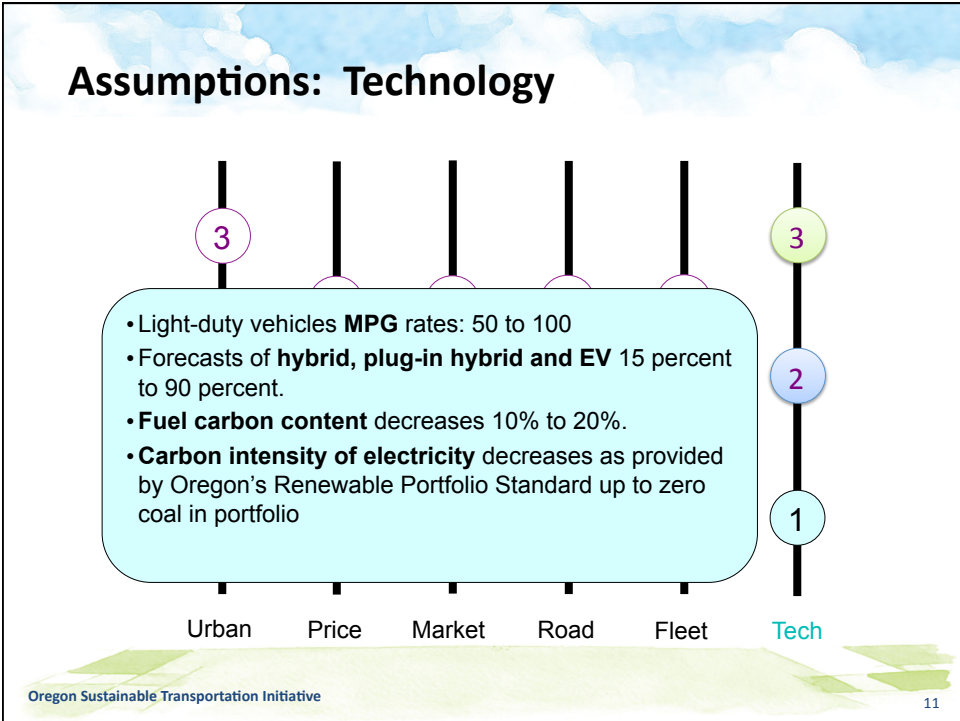 Assumptions: Technology
3
3
• Light-duty vehicles MPG rates: 50 to 100
• Forecasts of hybrid, plug-in hybrid and EV 15 percent
to 90 percent.
• Fuel carbon content decreases 10% to 20%.
• Carbon intensity of electricity decreases as provided
by Oregon’s Renewable Portfolio Standard up to zero
coal in portfolio
2
1
Urban Price Market Road Fleet Tech
Oregon Sustainable Transportation Initiative
11